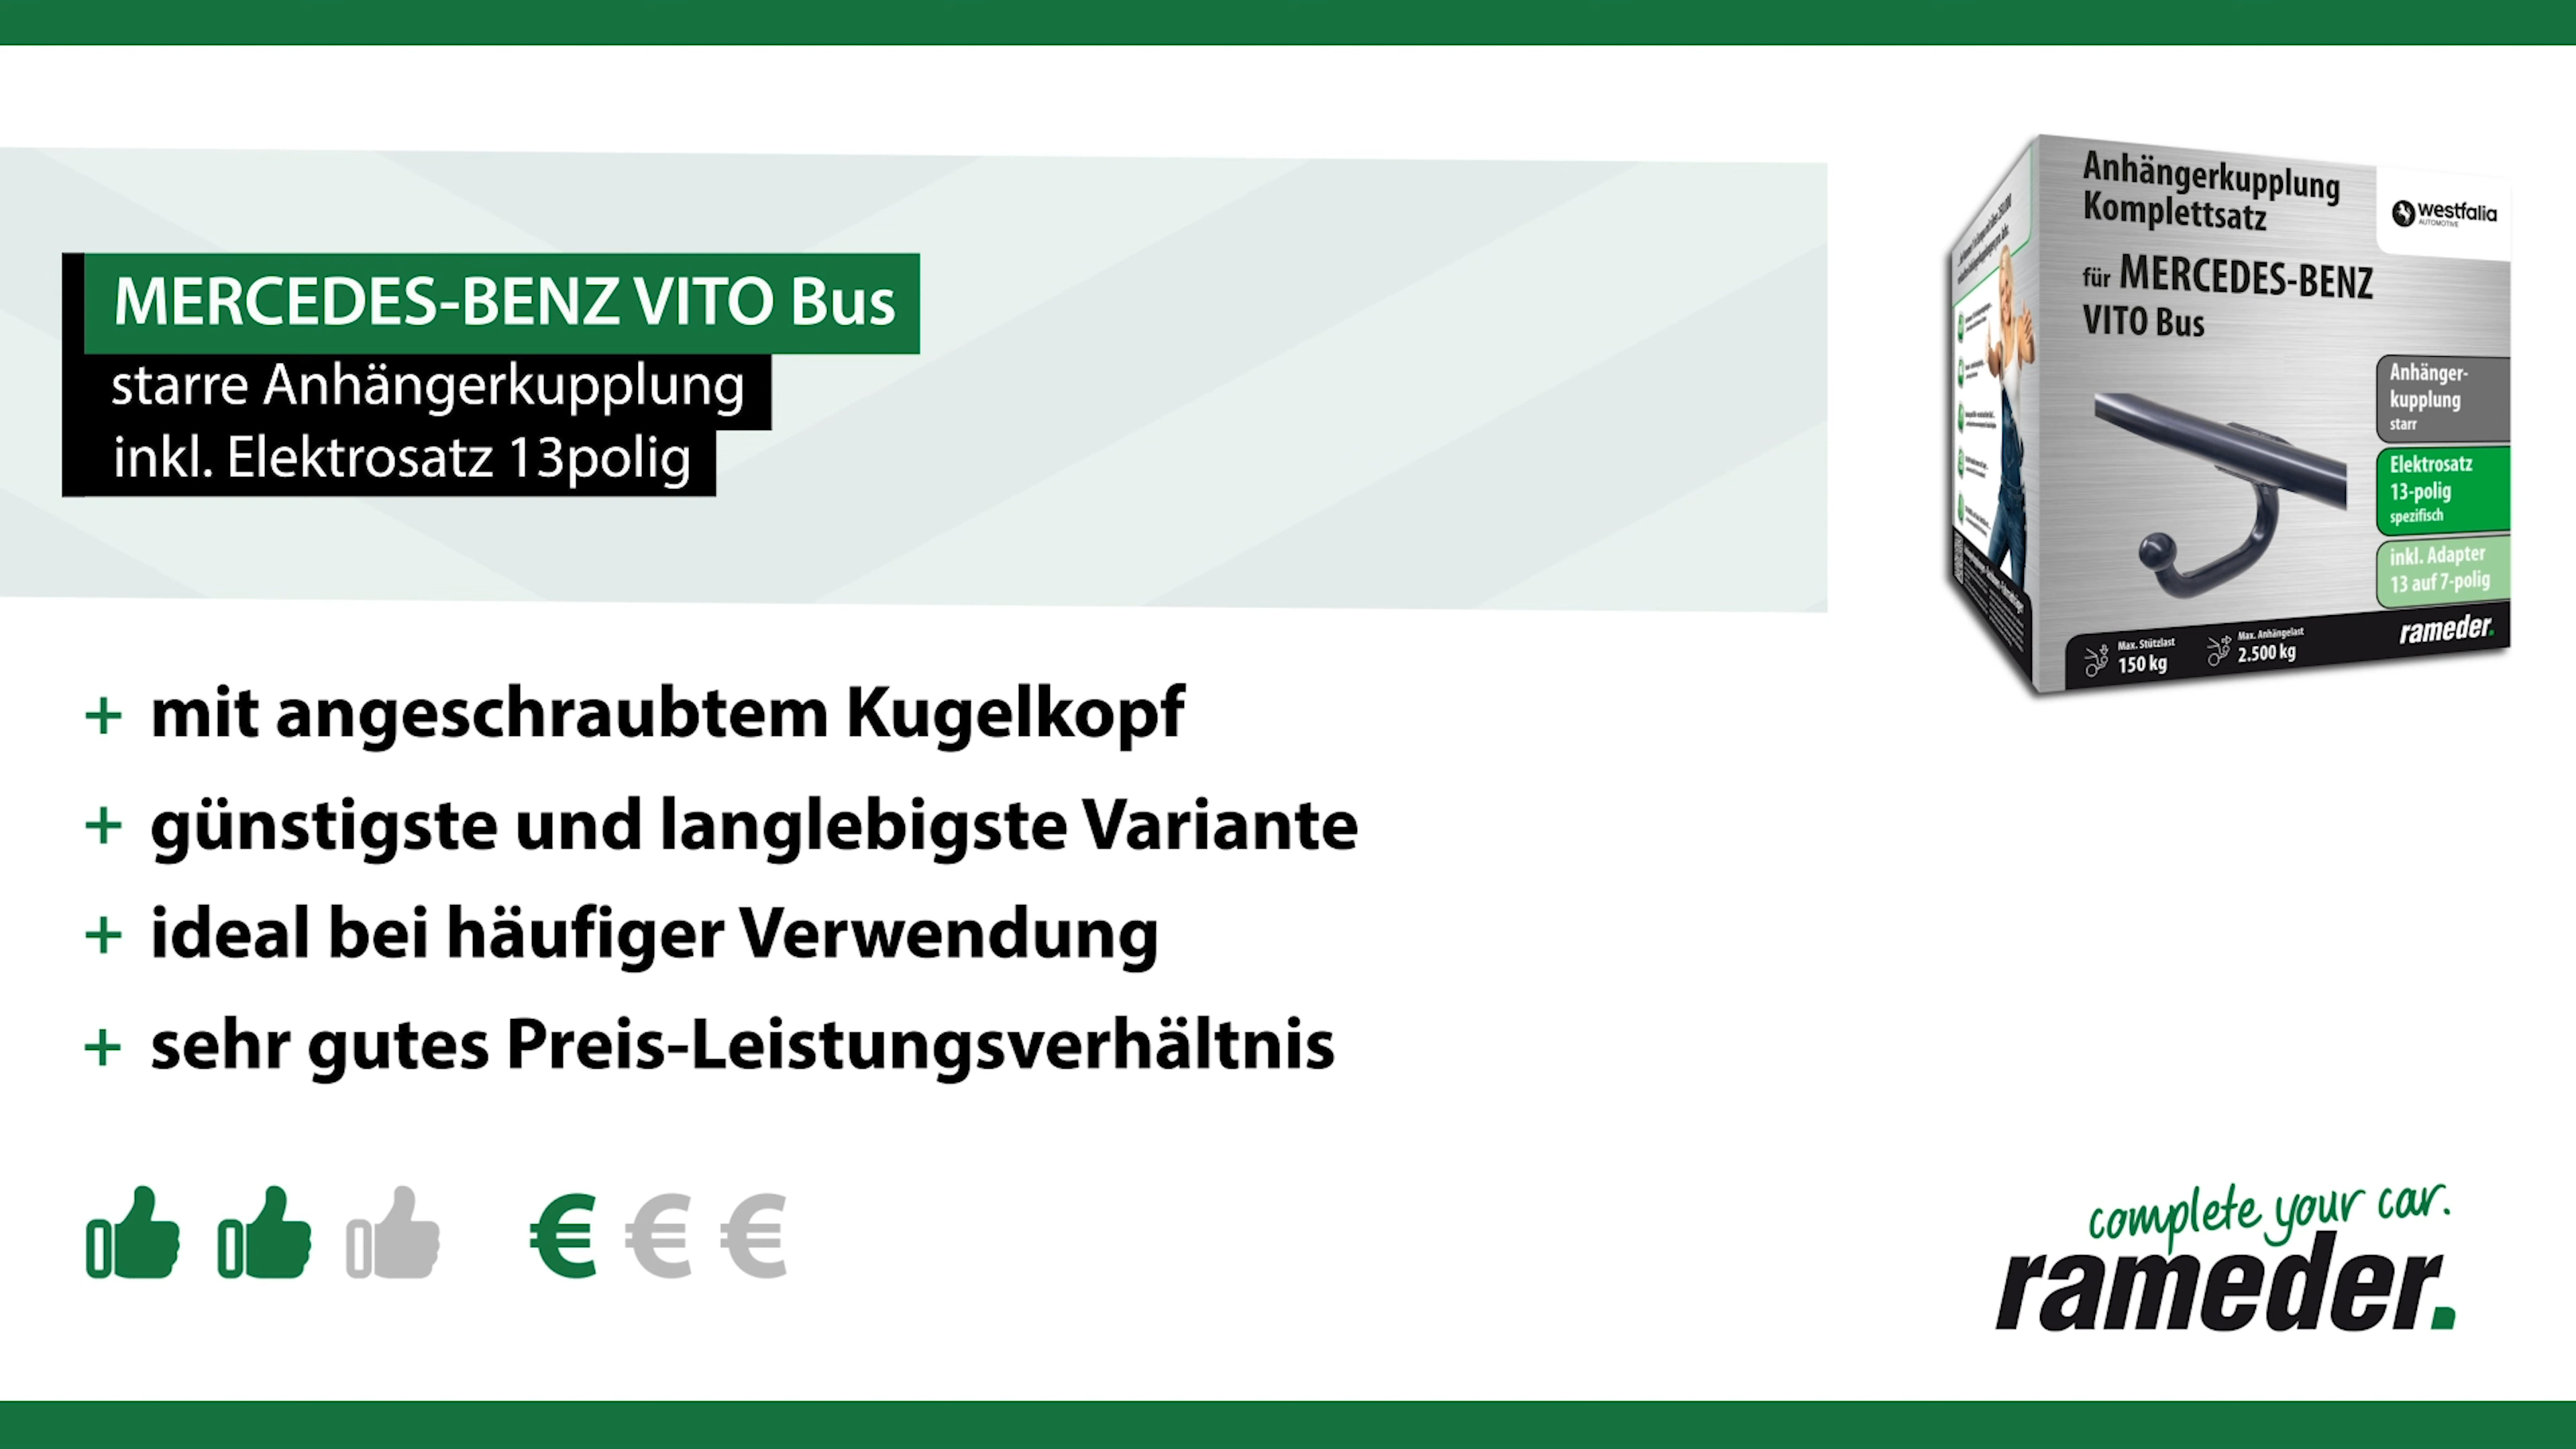 MERCEDES-BENZ VITO Bus
starre Anhängerkupplung
inkl. Elektrosatz 13polig
Anhängerkupplung
Komplettsatz
westfalia
AUTOMOTIVE
für MERCEDES-BENZ
VITO Bus
Anhänger-
kupplung
starr
Elektrosatz
13-polig
spezifisch
inkl. Adapter
13 auf 7-polig
Max. Stützlast
150 kg
Max. Anhängelast
2.500 kg
rameder.
+ mit angeschraubtem Kugelkopf
+ günstigste und langlebigste Variante
+ ideal bei häufiger Verwendung
+ sehr gutes Preis-Leistungsverhältnis
€ € €
complete your car.
rameder.